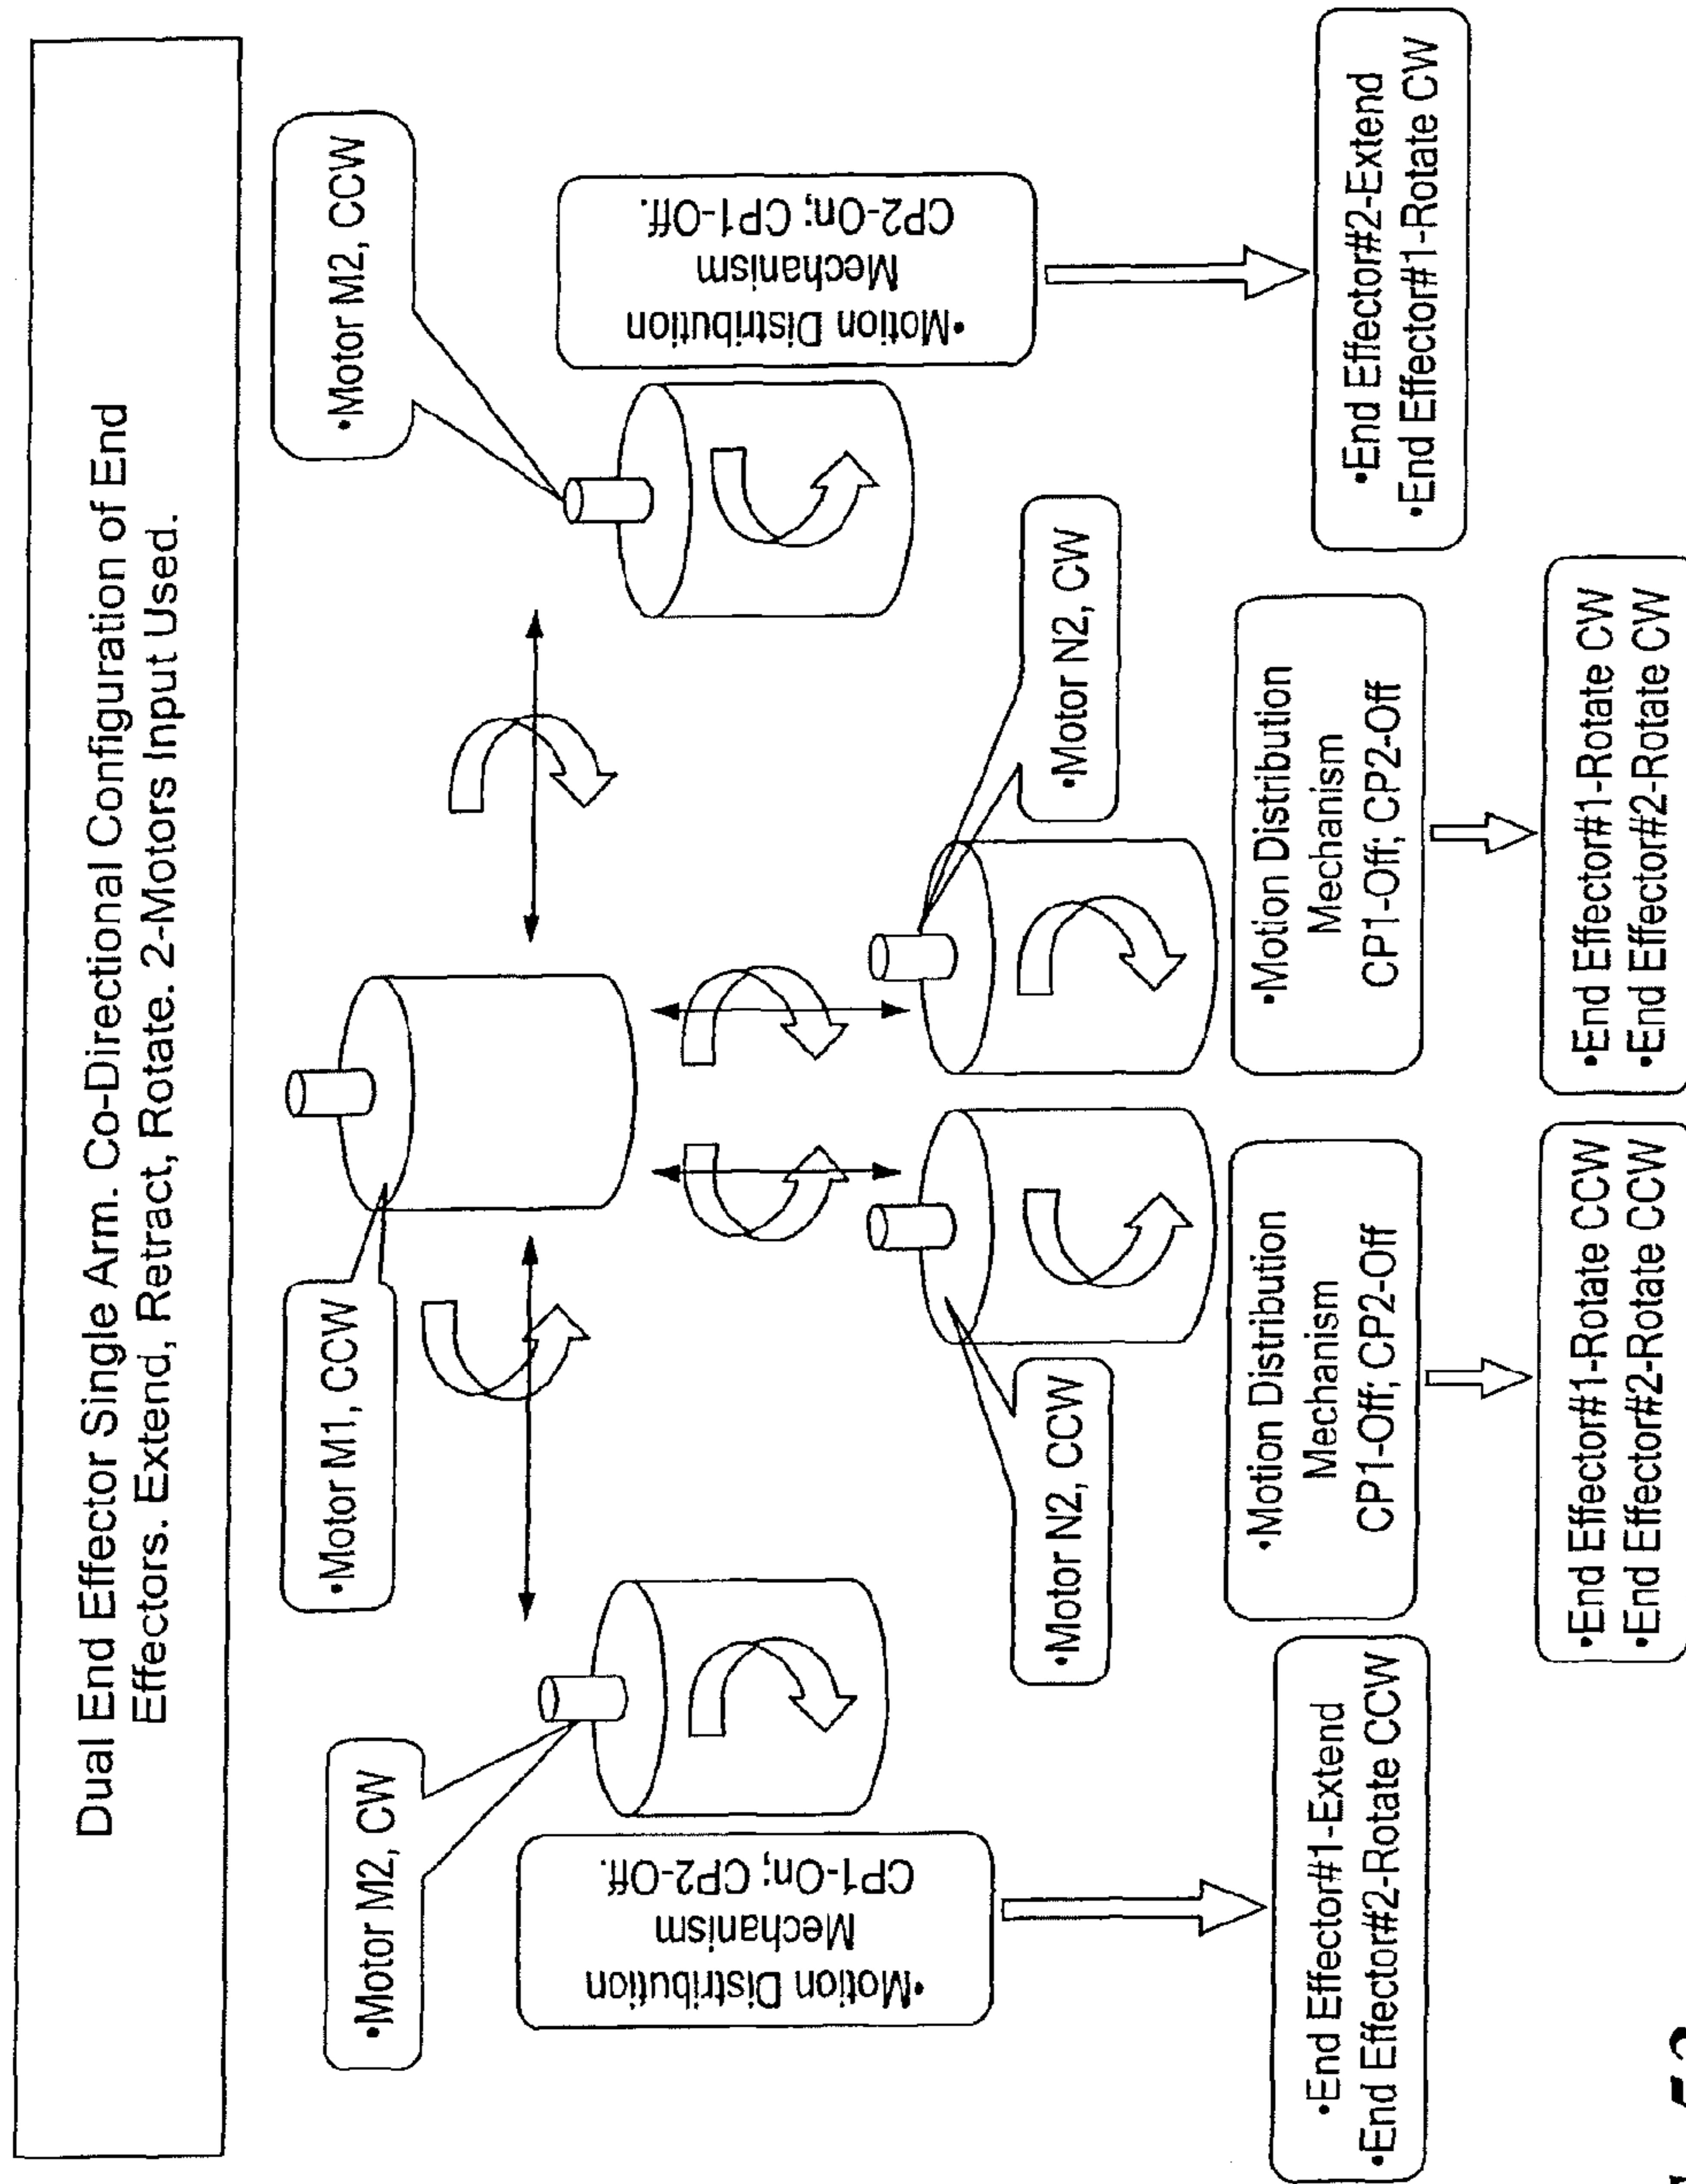 Dual End Effector Single Arm. Co-Directional Configuration of End
Effectors. Extend, Retract, Rotate. 2-Motors Input Used.
•Motor M1, CCW
•Motor M2, CW
•Motor M2, CCW
•Motion Distribution
Mechanism
CP1-On; CP2-Off.
•Motion Distribution
Mechanism
CP2-On; CP1-Off.
•Motor N2, CCW
•Motor N2, CW
•Motion Distribution
Mechanism
CP1-Off; CP2-Off
•Motion Distribution
Mechanism
CP1-Off; CP2-Off
•End Effector#1-Extend
•End Effector#2-Rotate CCW
•End Effector#1-Rotate CCW
•End Effector#2-Rotate CCW
•End Effector#1-Rotate CW
•End Effector#2-Rotate CW
•End Effector#2-Extend
•End Effector#1-Rotate CW